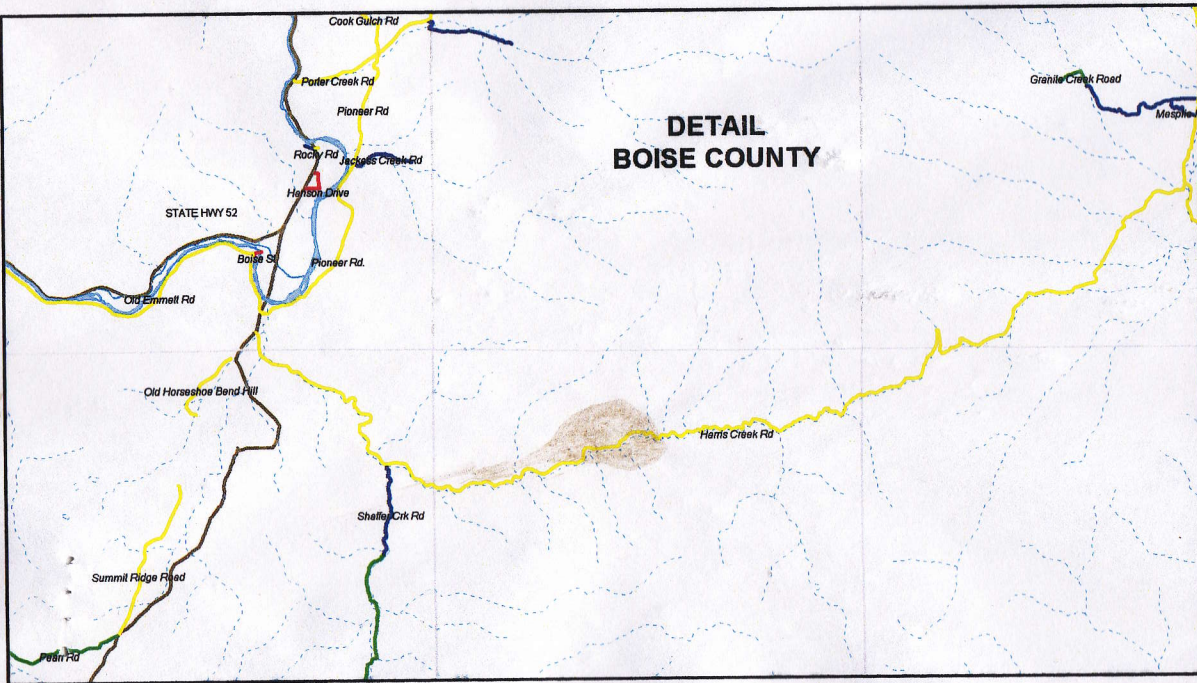 Cook Gulch Rd
Porter Creek Rd
Granite Creek Road
Pioneer Rd
DETAIL
BOISE COUNTY
Rocky Rd
Jackass Creek Rd
Hanson Drive
STATE HWY 52
Boise St
Pioneer Rd.
Old Emmett Rd
Old Horseshoe Bend Hill
Harris Creek Rd
Shaffer Crk Rd
Summit Ridge Road
Pearl Rd